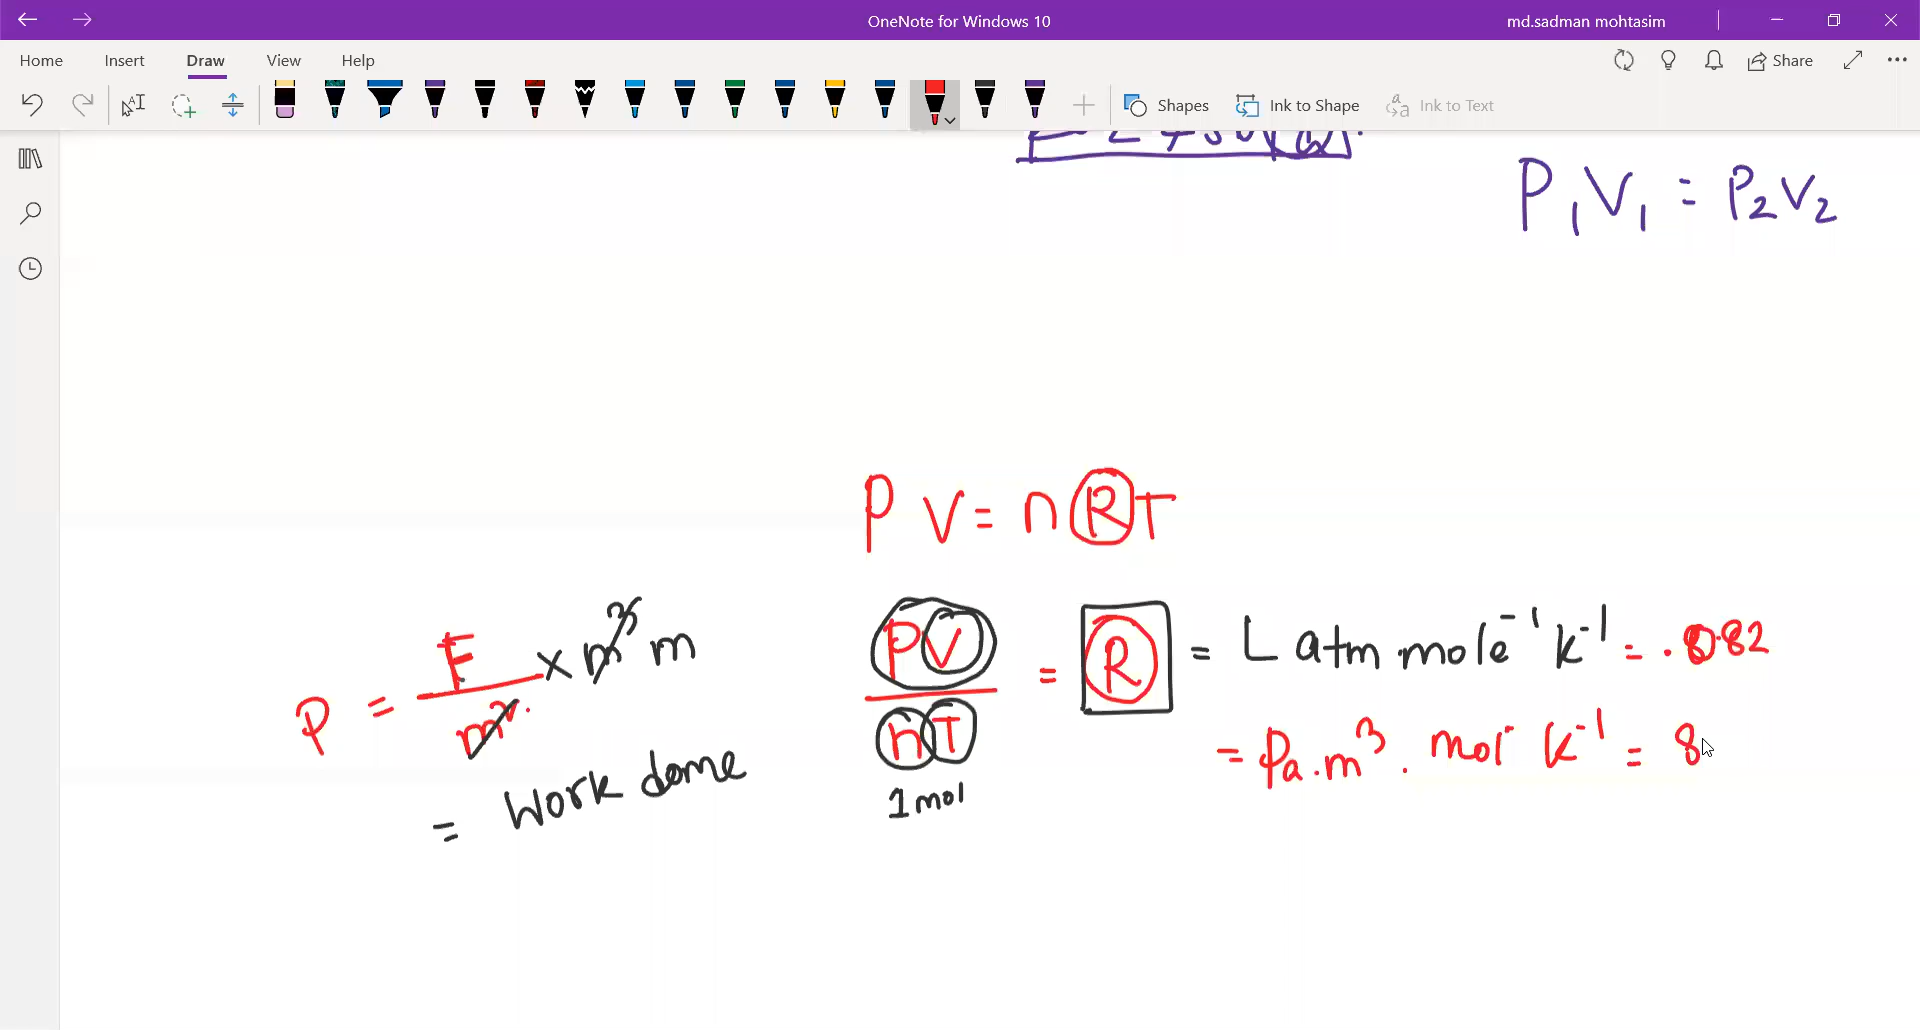 OneNote for Windows 10
md.sadman mohtasim
Home Insert Draw View Help
Share
Shapes Ink to Shape Ink to Text
P₁V₁ = P₂V₂
P V = n R T
P = F/m² × m³ m
= Work done
PV/nT = R = L atm mole⁻¹ k⁻¹ = .082
1 mol
= Pa.m³. mol⁻ k⁻¹ = 8